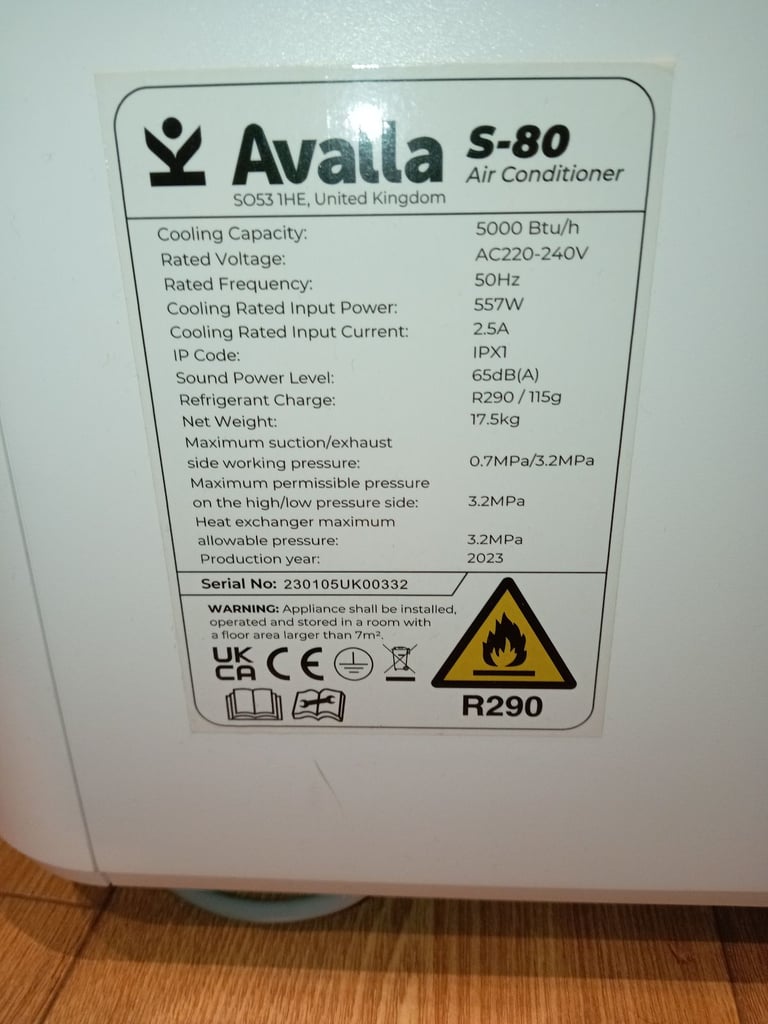 Avalla S-80
Air Conditioner
SO53 1HE, United Kingdom
Cooling Capacity: 5000 Btu/h
Rated Voltage: AC220-240V
Rated Frequency: 50Hz
Cooling Rated Input Power: 557W
Cooling Rated Input Current: 2.5A
IP Code: IPX1
Sound Power Level: 65dB(A)
Refrigerant Charge: R290 / 115g
Net Weight: 17.5kg
Maximum suction/exhaust
side working pressure: 0.7MPa/3.2MPa
Maximum permissible pressure
on the high/low pressure side: 3.2MPa
Heat exchanger maximum
allowable pressure: 3.2MPa
Production year: 2023
Serial No: 230105UK00332
WARNING: Appliance shall be installed,
operated and stored in a room with
a floor area larger than 7m².
UK
CA CE
R290